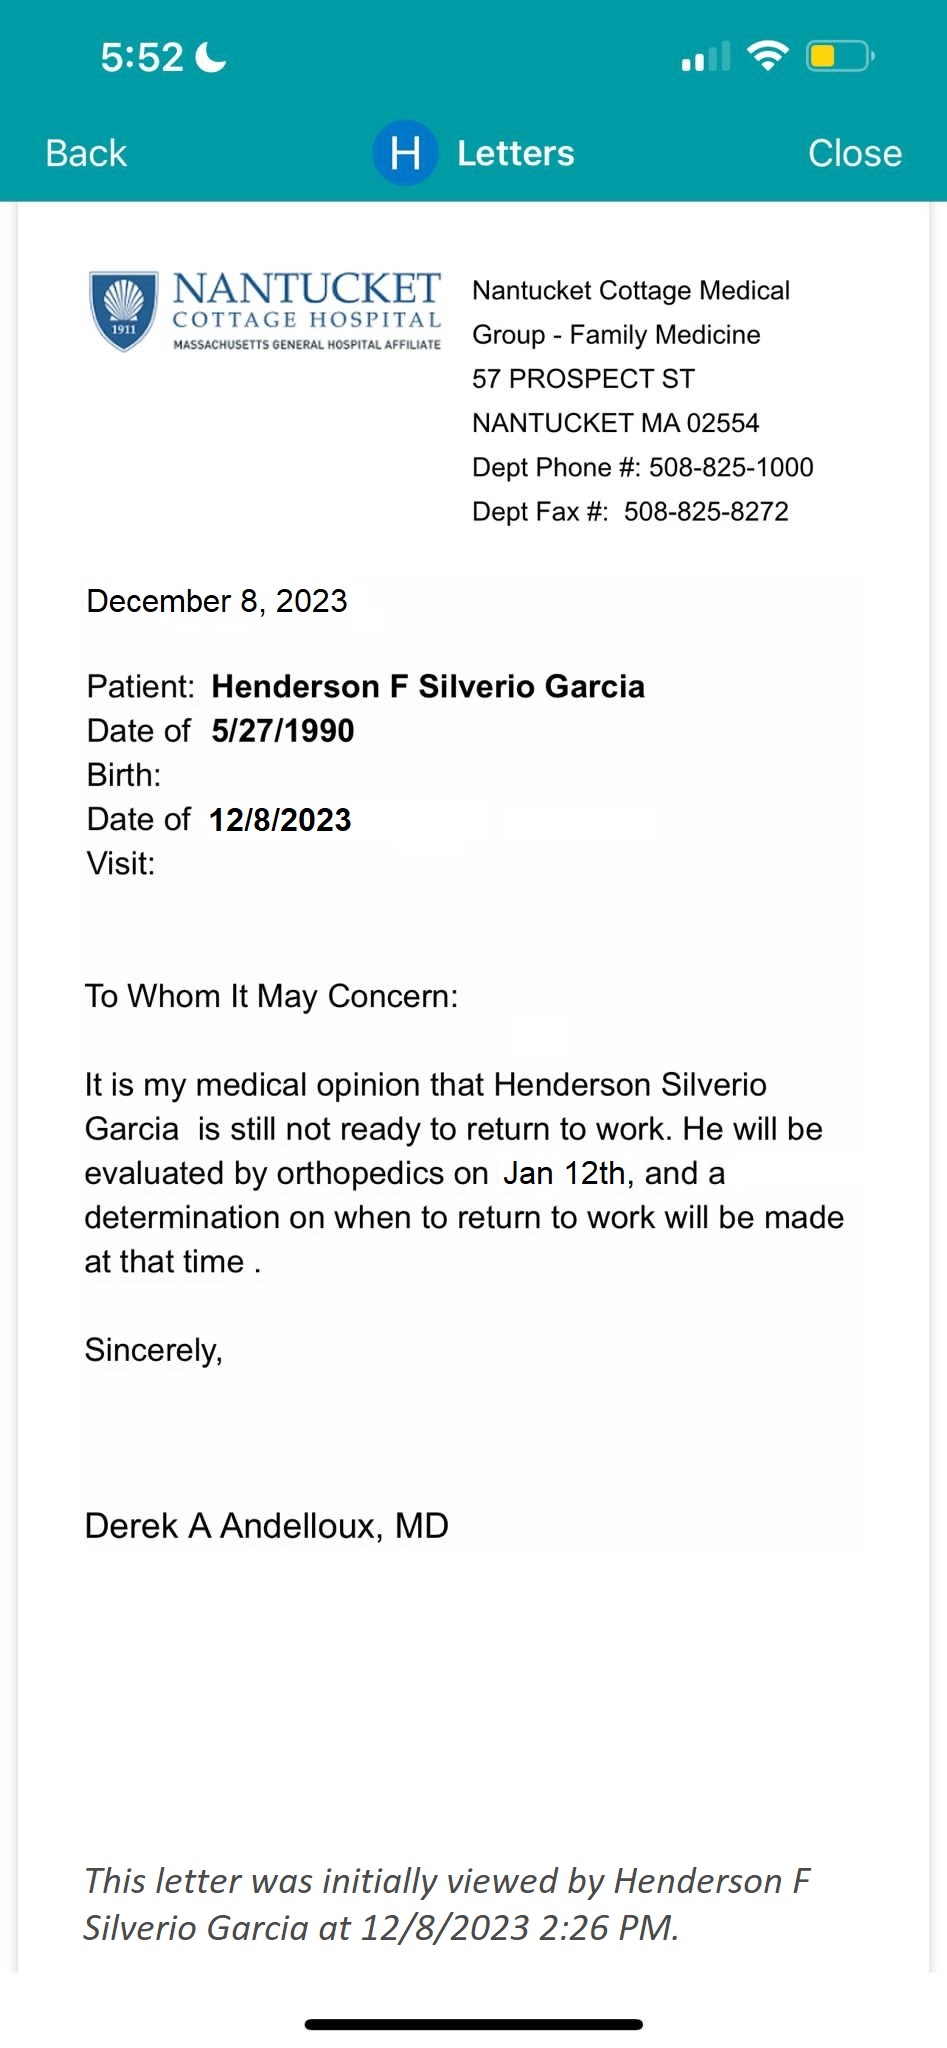 5:52
Back
H Letters
Close
1911
NANTUCKET
COTTAGE HOSPITAL
MASSACHUSETTS GENERAL HOSPITAL AFFILIATE
Nantucket Cottage Medical
Group - Family Medicine
57 PROSPECT ST
NANTUCKET MA 02554
Dept Phone #: 508-825-1000
Dept Fax #: 508-825-8272
December 8, 2023
Patient: Henderson F Silverio Garcia
Date of 5/27/1990
Birth:
Date of 12/8/2023
Visit:
To Whom It May Concern:
It is my medical opinion that Henderson Silverio
Garcia is still not ready to return to work. He will be
evaluated by orthopedics on Jan 12th, and a
determination on when to return to work will be made
at that time .
Sincerely,
Derek A Andelloux, MD
This letter was initially viewed by Henderson F
Silverio Garcia at 12/8/2023 2:26 PM.